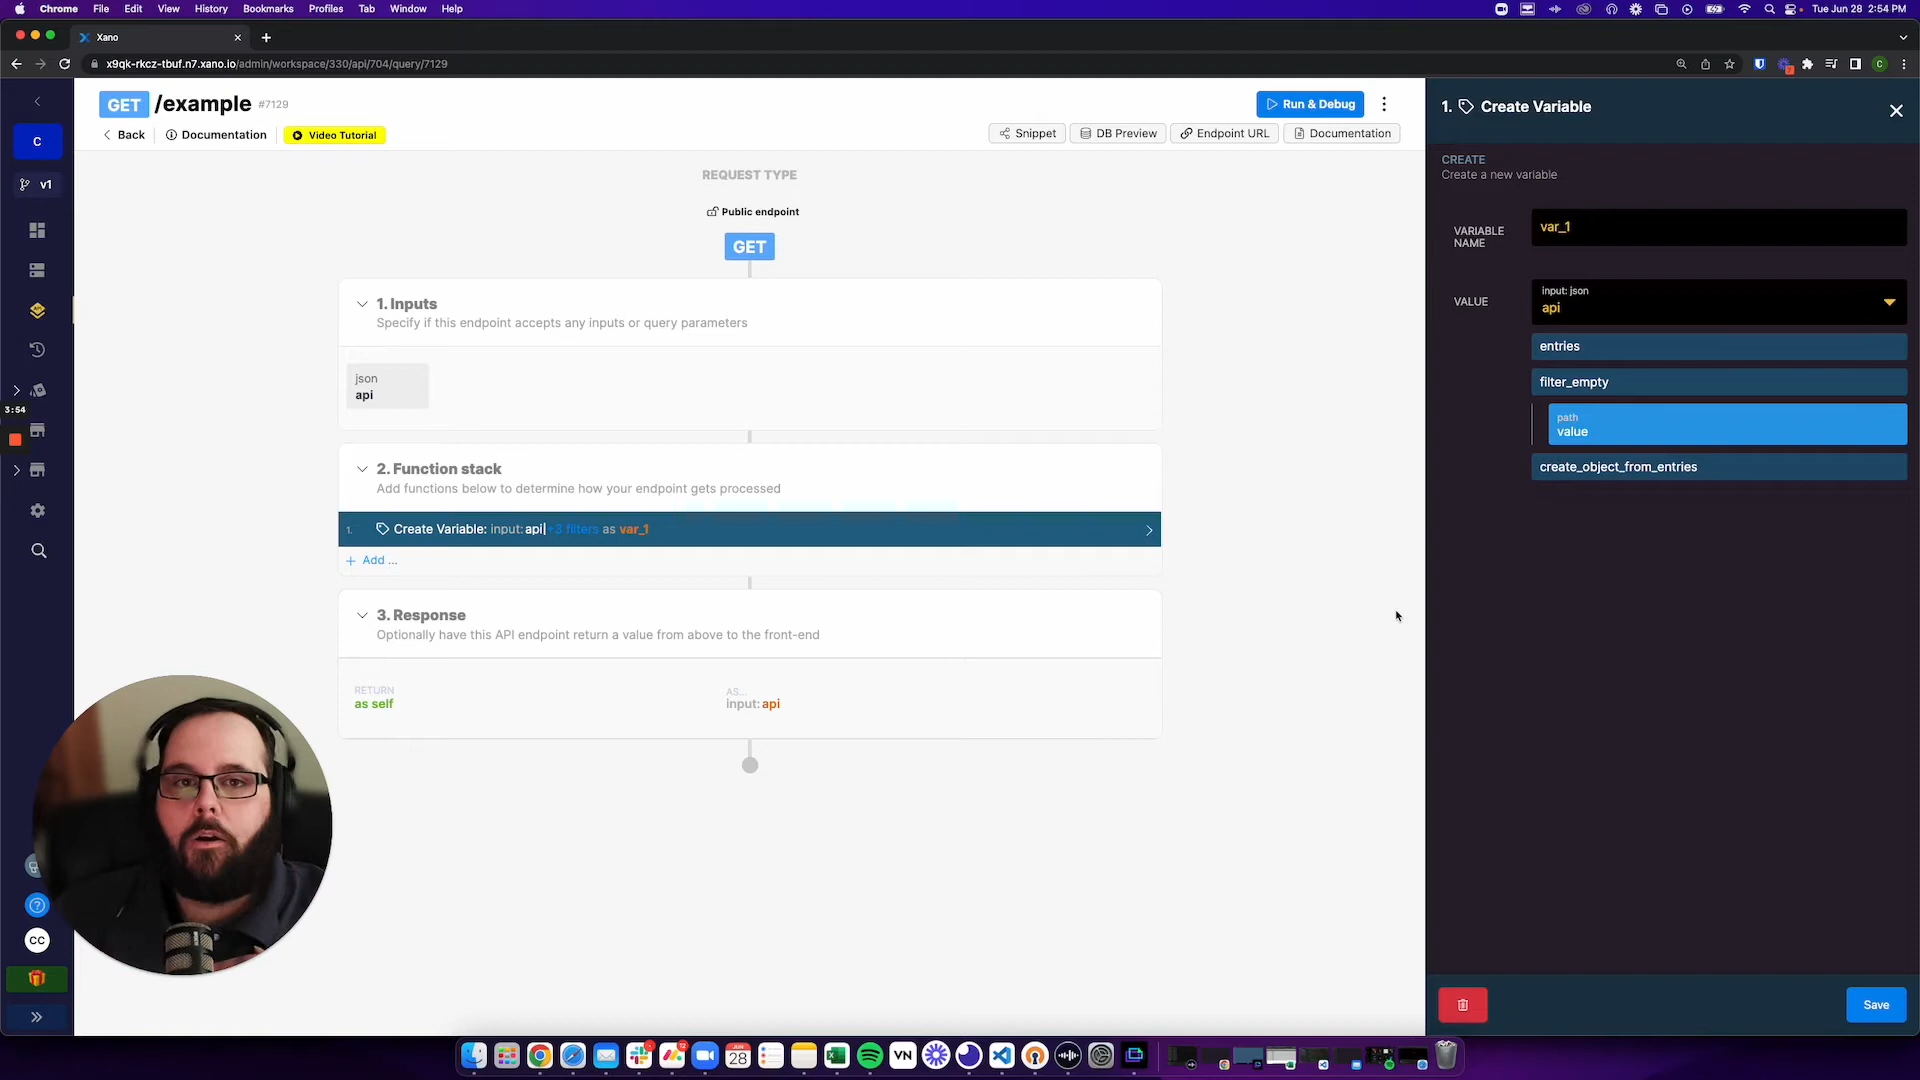 Chrome File Edit View History Bookmarks Profiles Tab Window Help
Tue Jun 28 2:54 PM
Xano
x9qk-rkcz-tbuf.n7.xano.io/admin/workspace/330/api/704/query/7129
C
GET /example #7129
Run & Debug
Back Documentation Video Tutorial
Snippet DB Preview Endpoint URL Documentation
C
v1
3:54
CC
REQUEST TYPE
Public endpoint
GET
1. Inputs
Specify if this endpoint accepts any inputs or query parameters
json
api
2. Function stack
Add functions below to determine how your endpoint gets processed
1. Create Variable: input:api|+3 filters as var_1
Add ...
3. Response
Optionally have this API endpoint return a value from above to the front-end
RETURN
as self
AS...
input:api
1. Create Variable
CREATE
Create a new variable
VARIABLE NAME
var_1
VALUE
input: json
api
entries
filter_empty
path
value
create_object_from_entries
Save
JUN
28
12
VN